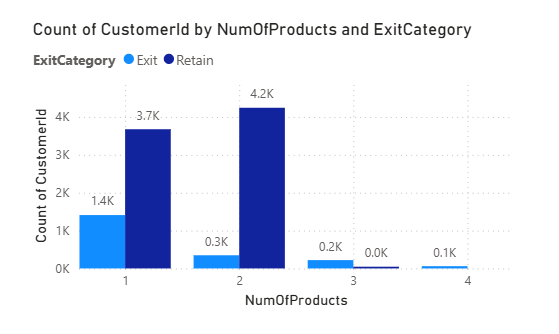 Count of CustomerId by NumOfProducts and ExitCategory
ExitCategory Exit Retain
Count of CustomerId
4K
3K
2K
1K
0K
1.4K
3.7K
0.3K
4.2K
0.2K
0.0K
0.1K
1 2 3 4
NumOfProducts